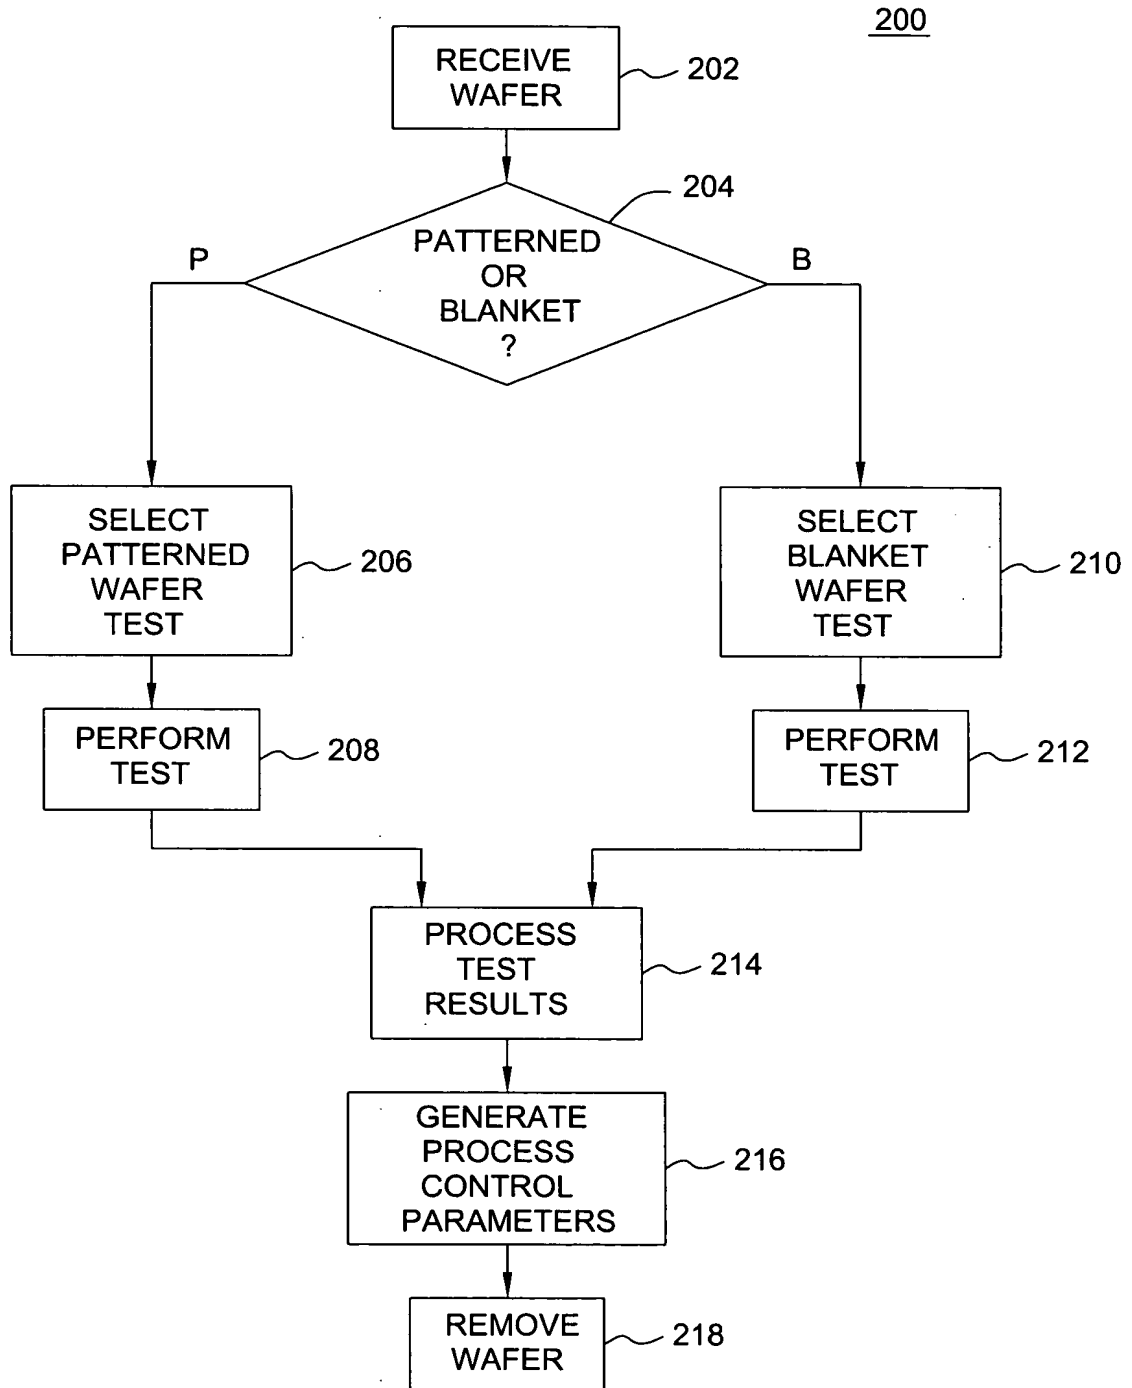 200
RECEIVE
WAFER
202
204
PATTERNED
OR
BLANKET
?
P
B
SELECT
PATTERNED
WAFER
TEST
206
SELECT
BLANKET
WAFER
TEST
210
PERFORM
TEST
208
PERFORM
TEST
212
PROCESS
TEST
RESULTS
214
GENERATE
PROCESS
CONTROL
PARAMETERS
216
REMOVE
WAFER
218